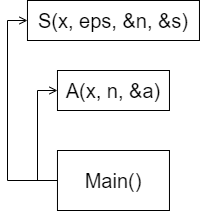 S(x, eps, &n, &s)
A(x, n, &a)
Main()